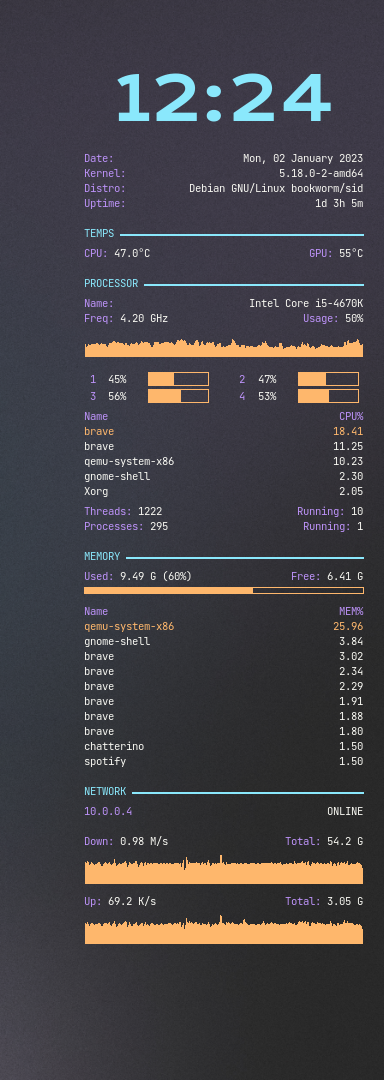 12:24
Date: Mon, 02 January 2023
Kernel: 5.18.0-2-amd64
Distro: Debian GNU/Linux bookworm/sid
Uptime: 1d 3h 5m
TEMPS
CPU: 47.0°C GPU: 55°C
PROCESSOR
Name: Intel Core i5-4670K
Freq: 4.20 GHz Usage: 50%
1 45% 2 47%
3 56% 4 53%
Name CPU%
brave 18.41
brave 11.25
qemu-system-x86 10.23
gnome-shell 2.30
Xorg 2.05
Threads: 1222 Running: 10
Processes: 295 Running: 1
MEMORY
Used: 9.49 G (60%) Free: 6.41 G
Name MEM%
qemu-system-x86 25.96
gnome-shell 3.84
brave 3.02
brave 2.34
brave 2.29
brave 1.91
brave 1.88
brave 1.80
chatterino 1.50
spotify 1.50
NETWORK
10.0.0.4 ONLINE
Down: 0.98 M/s Total: 54.2 G
Up: 69.2 K/s Total: 3.05 G